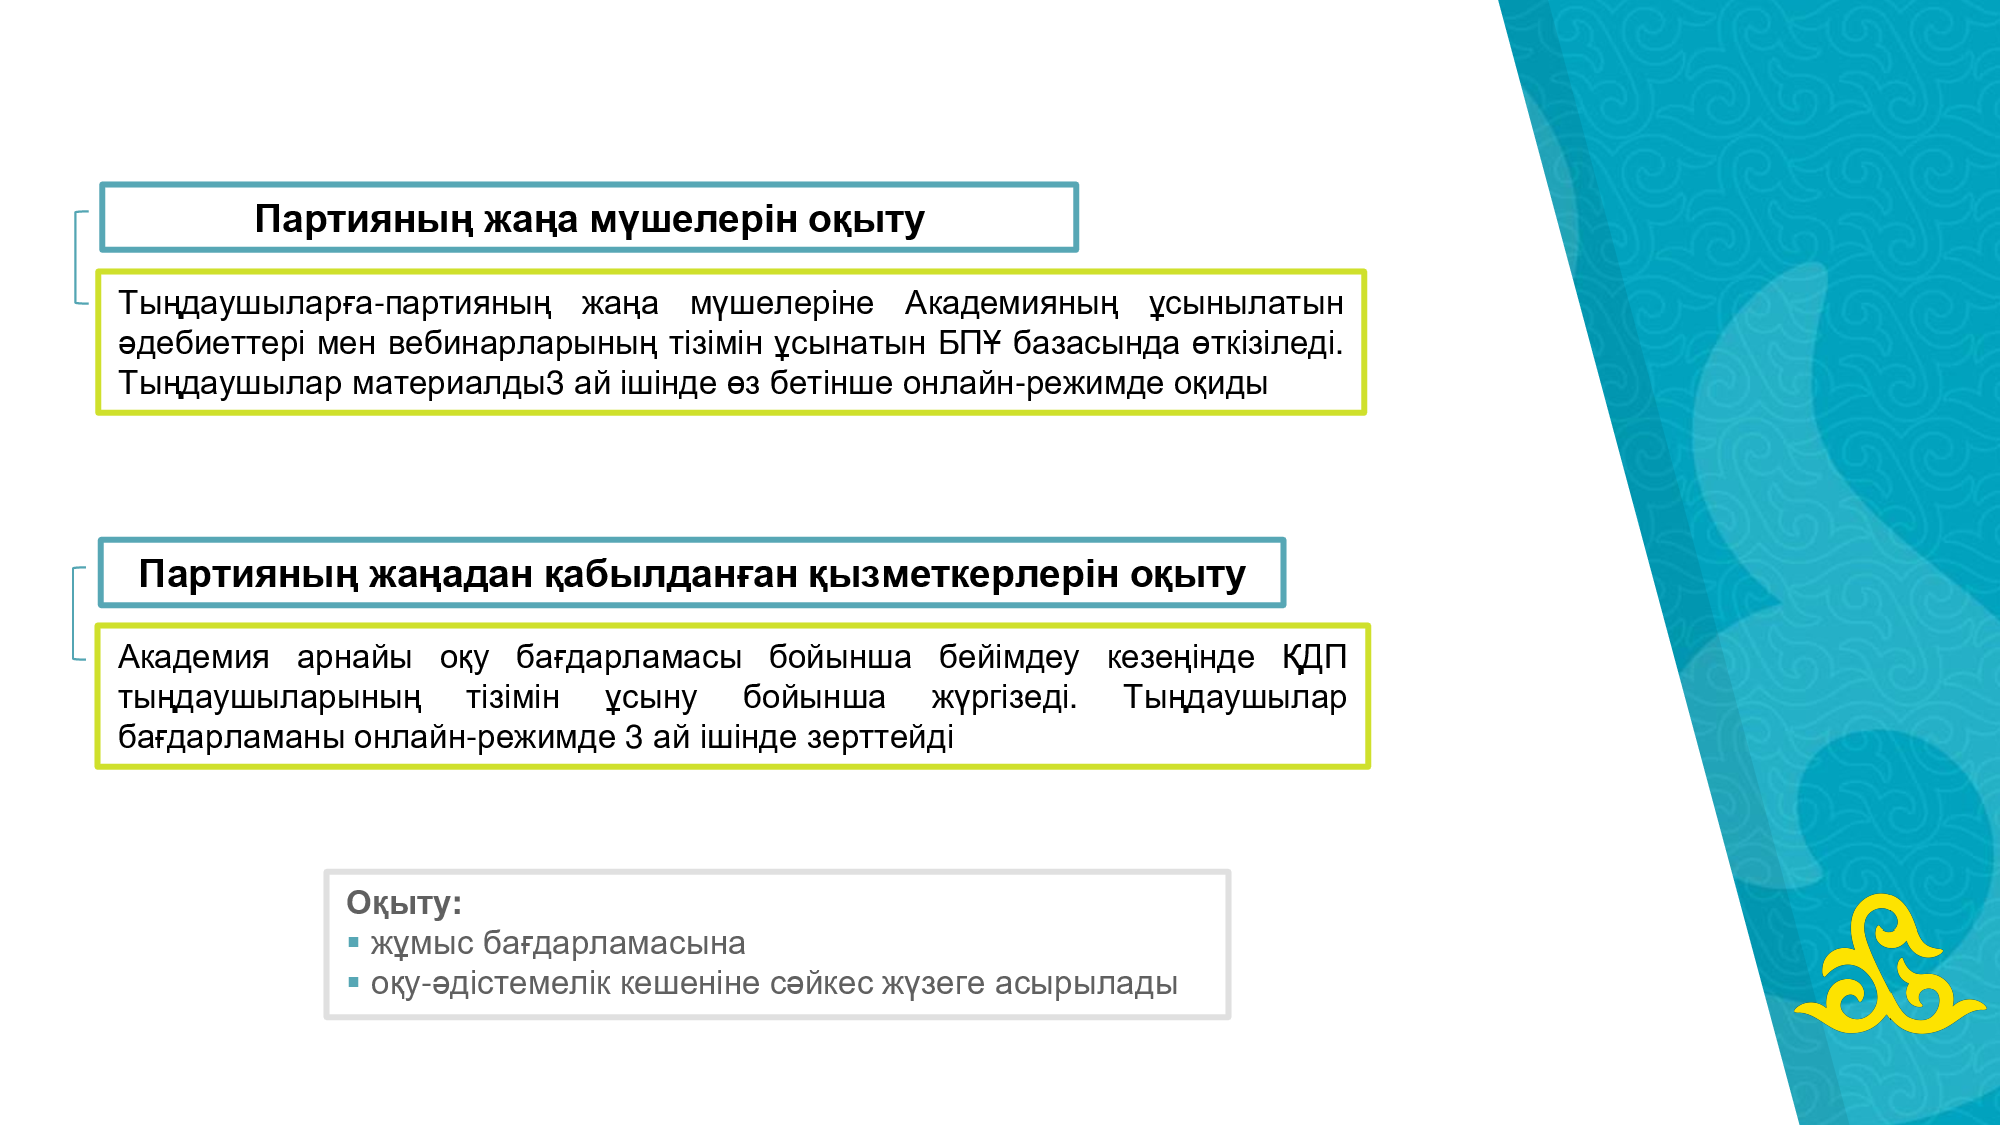 Партияның жаңа мүшелерін оқыту
Тыңдаушыларға-партияның жаңа мүшелеріне Академияның ұсынылатын
әдебиеттері мен вебинарларының тізімін ұсынатын БПҰ базасында өткізіледі.
Тыңдаушылар материалды3 ай ішінде өз бетінше онлайн-режимде оқиды
Партияның жаңадан қабылданған қызметкерлерін оқыту
Академия арнайы оқу бағдарламасы бойынша бейімдеу кезеңінде ҚДП
тыңдаушыларының тізімін ұсыну бойынша жүргізеді. Тыңдаушылар
бағдарламаны онлайн-режимде 3 ай ішінде зерттейді
Оқыту:
▪ жұмыс бағдарламасына
▪ оқу-әдістемелік кешеніне сәйкес жүзеге асырылады